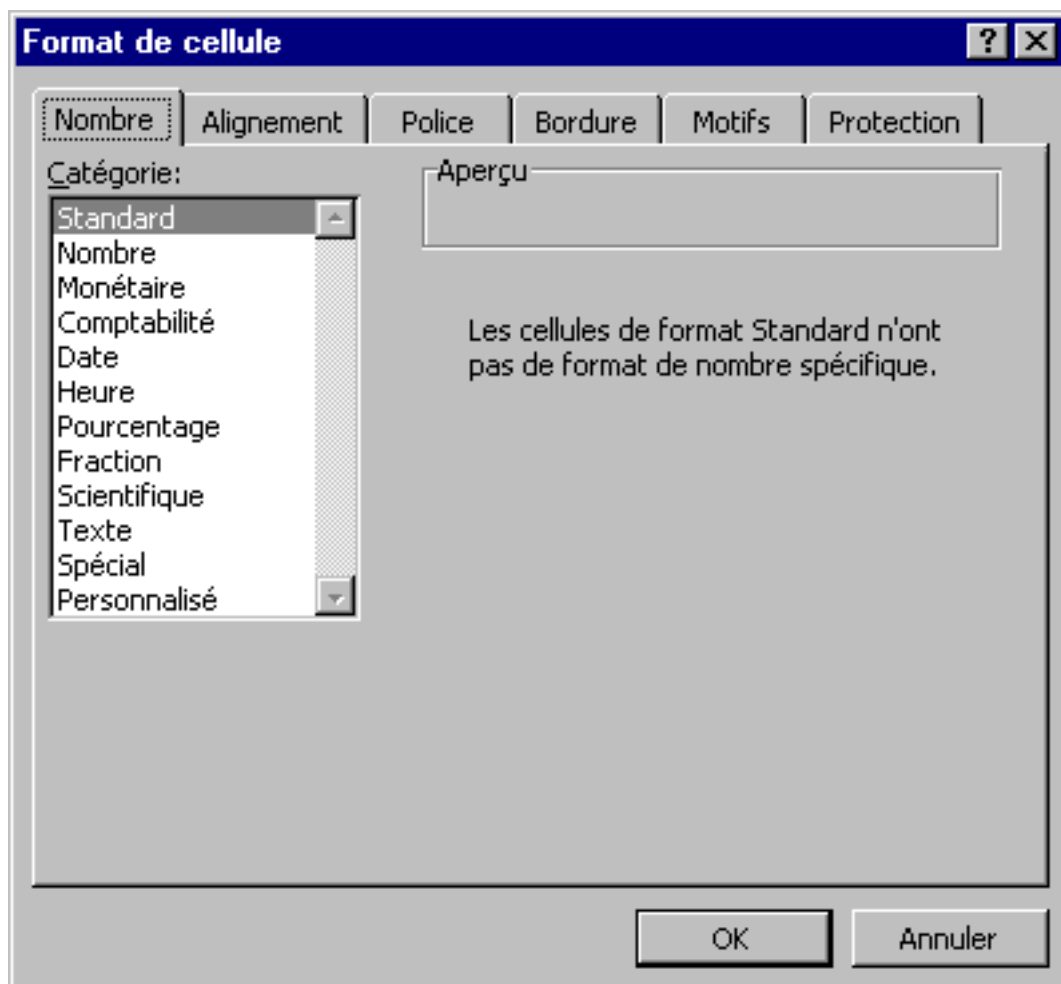 Format de cellule
Nombre Alignement Police Bordure Motifs Protection
Catégorie:
Standard
Nombre
Monétaire
Comptabilité
Date
Heure
Pourcentage
Fraction
Scientifique
Texte
Spécial
Personnalisé
Aperçu
Les cellules de format Standard n'ont
pas de format de nombre spécifique.
OK Annuler